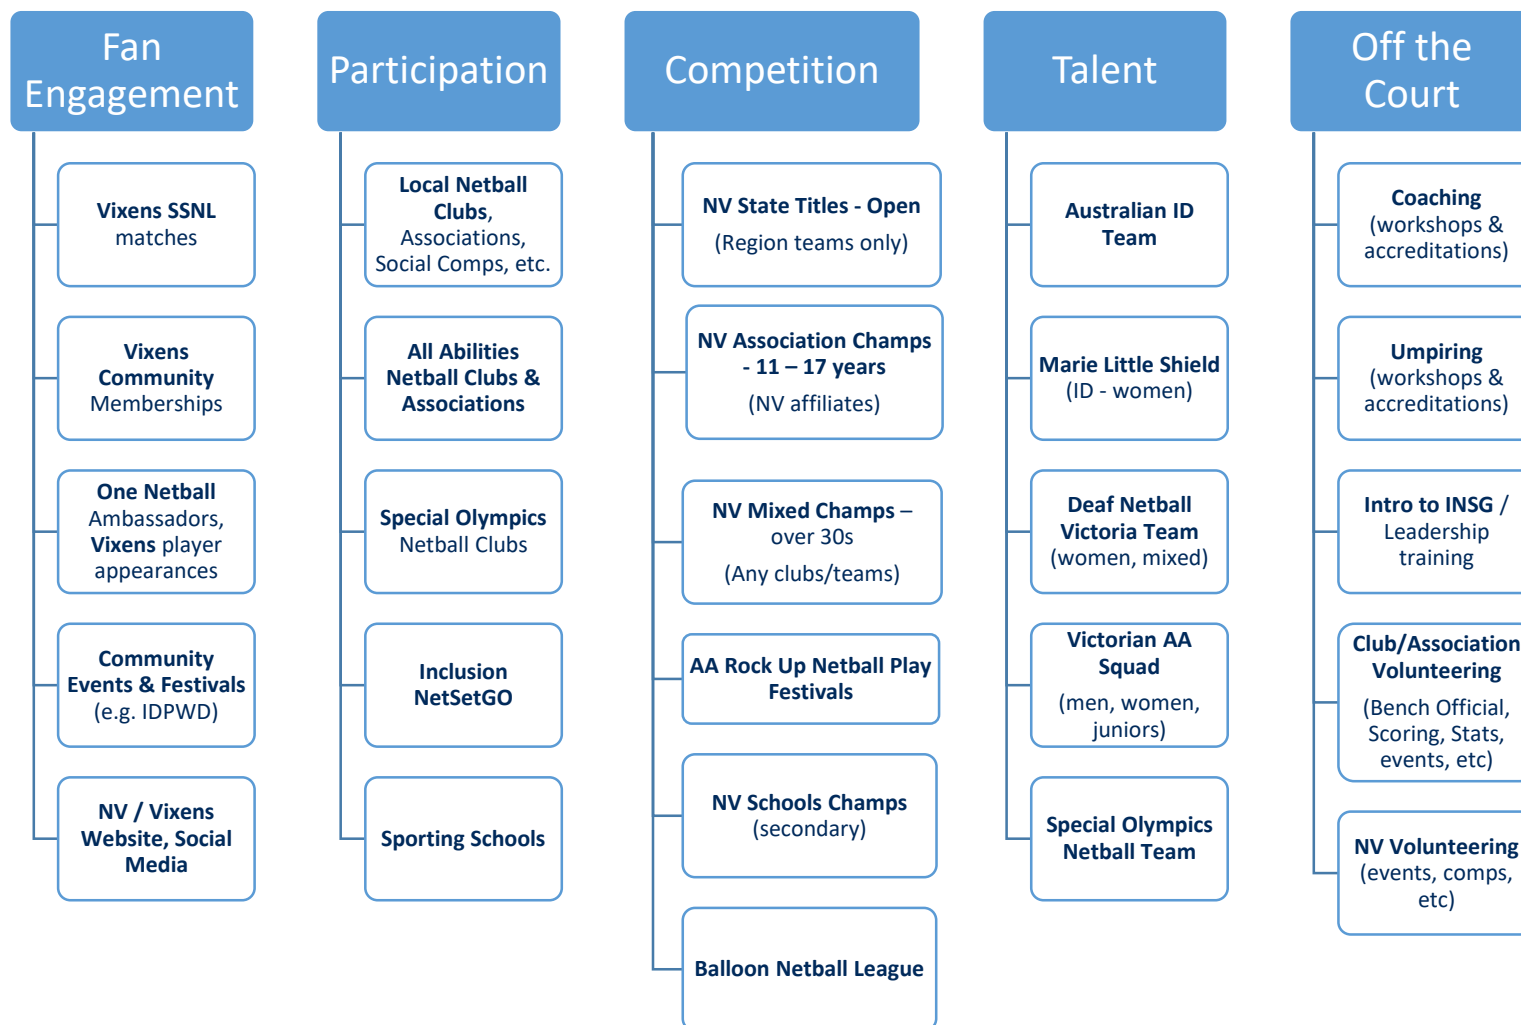 Fan
Engagement
Vixens SSNL
matches
Vixens
Community
Memberships
One Netball
Ambassadors,
Vixens player
appearances
Community
Events & Festivals
(e.g. IDPWD)
NV / Vixens
Website, Social
Media
Participation
Local Netball
Clubs,
Associations,
Social Comps, etc.
All Abilities
Netball Clubs &
Associations
Special Olympics
Netball Clubs
Inclusion
NetSetGO
Sporting Schools
Competition
NV State Titles - Open
(Region teams only)
NV Association Champs
- 11 – 17 years
(NV affiliates)
NV Mixed Champs –
over 30s
(Any clubs/teams)
AA Rock Up Netball Play
Festivals
NV Schools Champs
(secondary)
Balloon Netball League
Talent
Australian ID
Team
Marie Little Shield
(ID - women)
Deaf Netball
Victoria Team
(women, mixed)
Victorian AA
Squad
(men, women,
juniors)
Special Olympics
Netball Team
Off the
Court
Coaching
(workshops &
accreditations)
Umpiring
(workshops &
accreditations)
Intro to INSG /
Leadership
training
Club/Association
Volunteering
(Bench Official,
Scoring, Stats,
events, etc)
NV Volunteering
(events, comps,
etc)